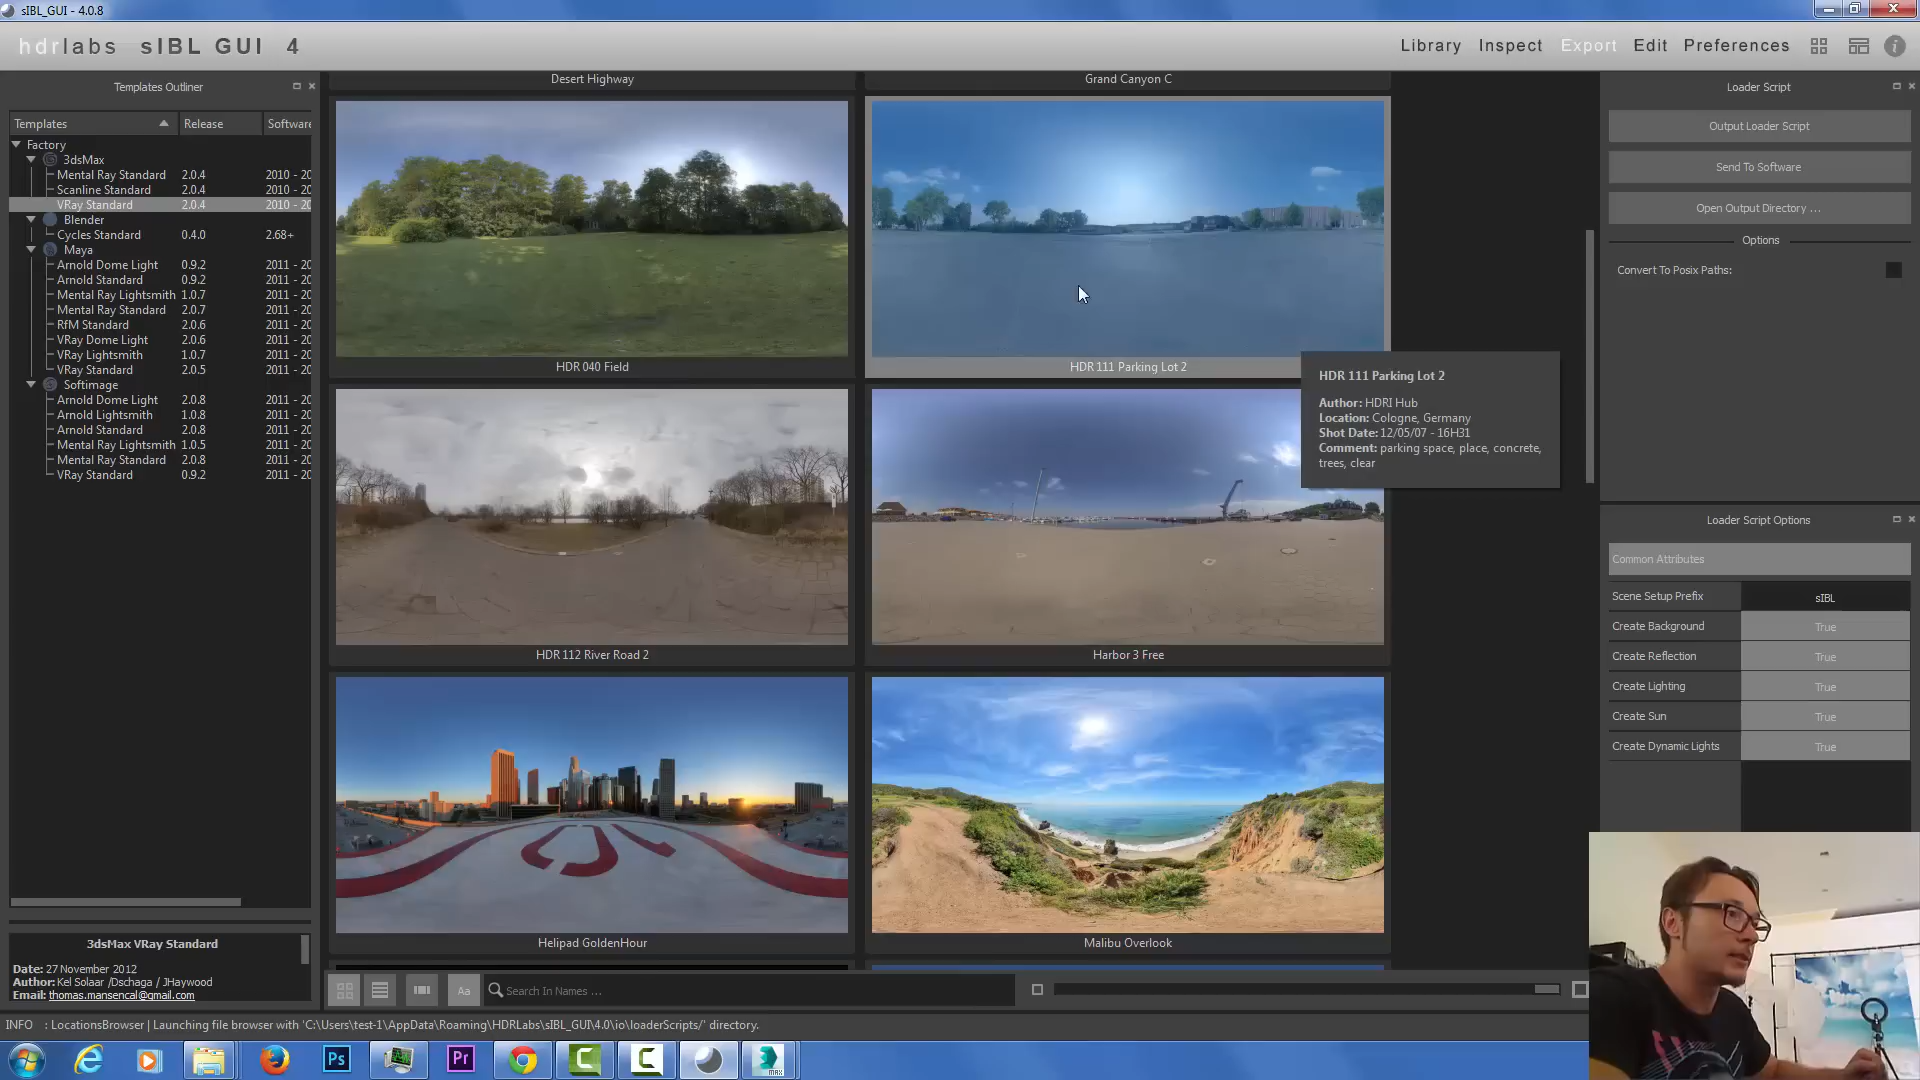 sIBL_GUI - 4.0.8
hdrlabs sIBL GUI 4
Library Inspect Export Edit Preferences
Templates Outliner
Templates Release Software
Factory
3dsMax
Mental Ray Standard 2.0.4 2010 - 20
Scanline Standard 2.0.4 2010 - 20
VRay Standard 2.0.4 2010 - 20
Blender
Cycles Standard 0.4.0 2.68+
Maya
Arnold Dome Light 0.9.2 2011 - 20
Arnold Standard 0.9.2 2011 - 20
Mental Ray Lightsmith 1.0.7 2011 - 20
Mental Ray Standard 2.0.7 2011 - 20
RfM Standard 2.0.6 2011 - 20
VRay Dome Light 2.0.6 2011 - 20
VRay Lightsmith 1.0.7 2011 - 20
VRay Standard 2.0.5 2011 - 20
Softimage
Arnold Dome Light 2.0.8 2011 - 20
Arnold Lightsmith 1.0.8 2011 - 20
Arnold Standard 2.0.8 2011 - 20
Mental Ray Lightsmith 1.0.5 2011 - 20
Mental Ray Standard 2.0.8 2011 - 20
VRay Standard 0.9.2 2011 - 20
3dsMax VRay Standard
Date: 27 November 2012
Author: Kel Solaar /Dschaga / JHaywood
Email: thomas.mansencal@gmail.com
Desert Highway
Grand Canyon C
HDR 040 Field
HDR 111 Parking Lot 2
HDR 111 Parking Lot 2
Author: HDRI Hub
Location: Cologne, Germany
Shot Date: 12/05/07 - 16H31
Comment: parking space, place, concrete,
trees, clear
HDR 112 River Road 2
Harbor 3 Free
Helipad GoldenHour
Malibu Overlook
Aa
Search In Names ...
Loader Script
Output Loader Script
Send To Software
Open Output Directory ...
Options
Convert To Posix Paths:
Loader Script Options
Common Attributes
Scene Setup Prefix sIBL
Create Background True
Create Reflection True
Create Lighting True
Create Sun True
Create Dynamic Lights True
INFO : LocationsBrowser | Launching file browser with 'C:\Users\test-1\AppData\Roaming\HDRLabs\sIBL_GUI\4.0\io\loaderScripts/' directory.
Ps
Pr
MAX